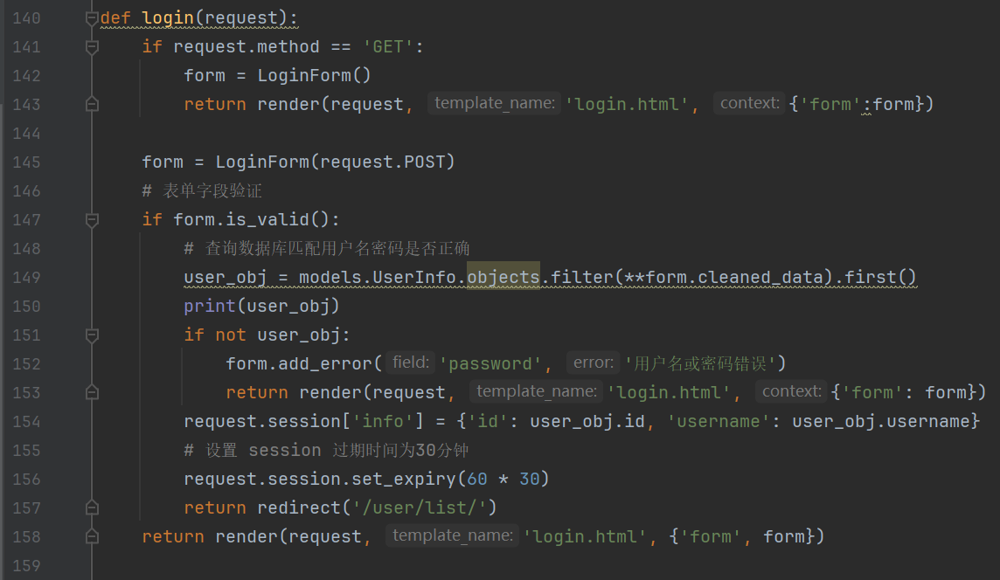 140 def login(request):
141     if request.method == 'GET':
142         form = LoginForm()
143         return render(request, template_name: 'login.html', context: {'form':form})
144
145     form = LoginForm(request.POST)
146     # 表单字段验证
147     if form.is_valid():
148         # 查询数据库匹配用户名密码是否正确
149         user_obj = models.UserInfo.objects.filter(**form.cleaned_data).first()
150         print(user_obj)
151         if not user_obj:
152             form.add_error( field: 'password', error: '用户名或密码错误')
153             return render(request, template_name: 'login.html', context: {'form': form})
154         request.session['info'] = {'id': user_obj.id, 'username': user_obj.username}
155         # 设置 session 过期时间为30分钟
156         request.session.set_expiry(60 * 30)
157         return redirect('/user/list/')
158     return render(request, template_name: 'login.html', {'form', form})
159